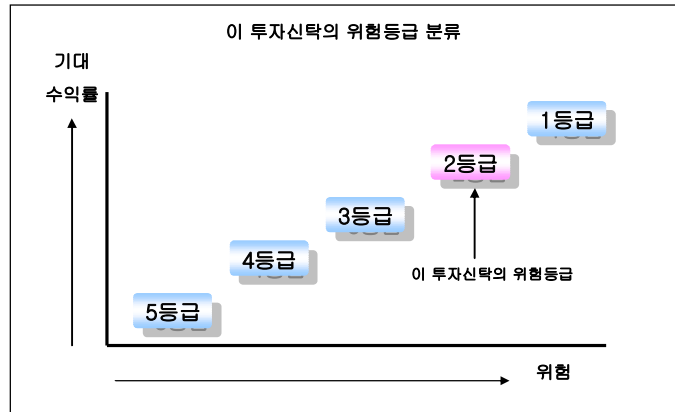 이 투자신탁의 위험등급 분류
기대
수익률
1등급
2등급
3등급
4등급
이 투자신탁의 위험등급
5등급
위험